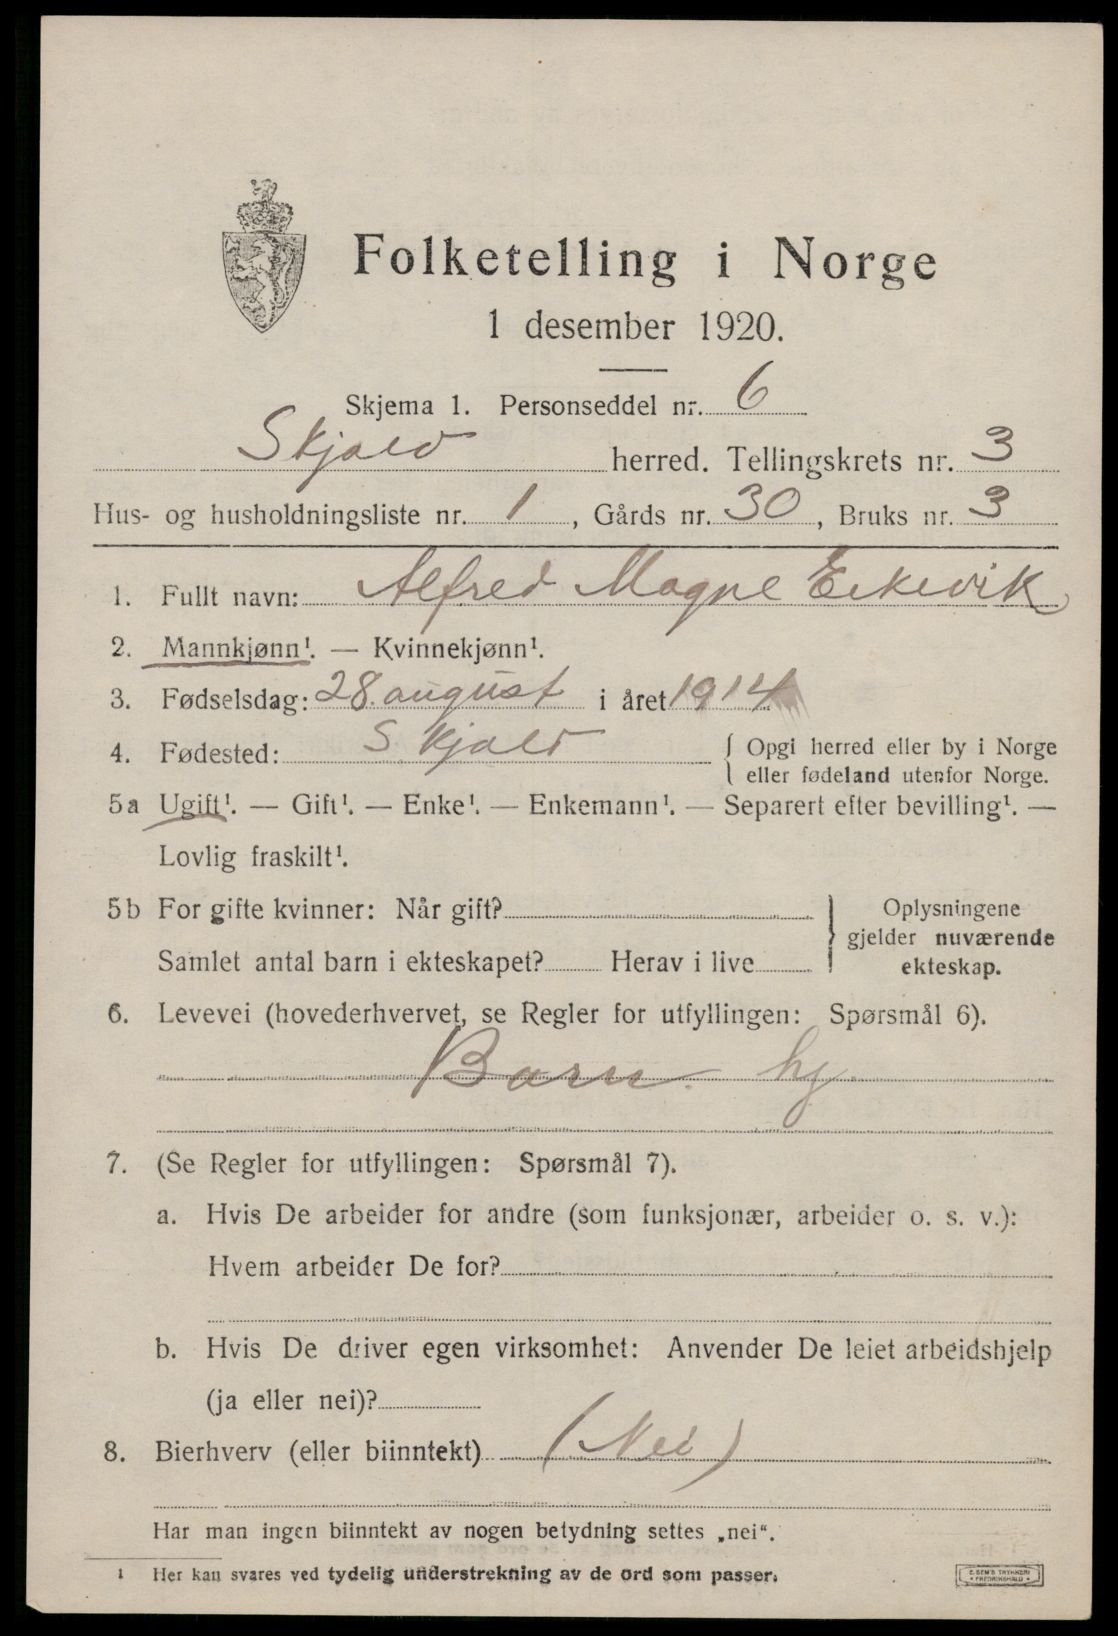 Folketelling i Norge
1 desember 1920.
Skjema 1. Personseddel nr. 6
Skjold herred. Tellingskrets nr. 3
Hus- og husholdningsliste nr. 1, Gårds nr. 30, Bruks nr. 3
1. Fullt navn: Alfred Magne Eikevik
2. Mannkjønn¹. — Kvinnekjønn¹.
3. Fødselsdag: 28. august i året 1914
4. Fødested: Skjold { Opgi herred eller by i Norge
eller fødeland utenfor Norge.
5a Ugift¹. — Gift¹. — Enke¹. — Enkemann¹. — Separert efter bevilling¹. —
Lovlig fraskilt¹.
5b For gifte kvinner: Når gift?
Samlet antal barn i ekteskapet? Herav i live
} Oplysningene
gjelder nuværende
ekteskap.
6. Levevei (hovederhvervet, se Regler for utfyllingen: Spørsmål 6).
Barn. hj.
7. (Se Regler for utfyllingen: Spørsmål 7).
a. Hvis De arbeider for andre (som funksjonær, arbeider o. s. v.):
Hvem arbeider De for?
b. Hvis De driver egen virksomhet: Anvender De leiet arbeidshjelp
(ja eller nei)?
8. Bierhverv (eller biinntekt) (Nei)
Har man ingen biinntekt av nogen betydning settes „nei“.
¹ Her kan svares ved tydelig understrekning av de ord som passer.
E. SEM'S TRYKKERI
• FREDRIKSHALD •